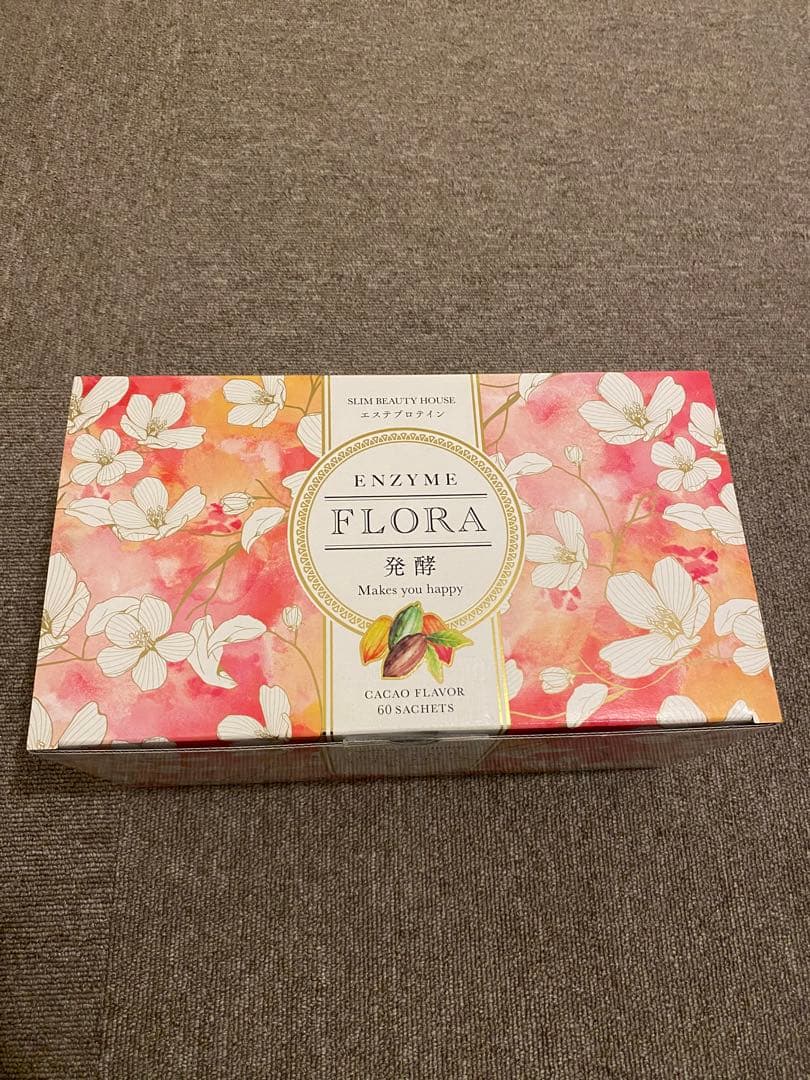 SLIM BEAUTY HOUSE
エステプロテイン
ENZYME
FLORA
発酵
Makes you happy
CACAO FLAVOR
60 SACHETS